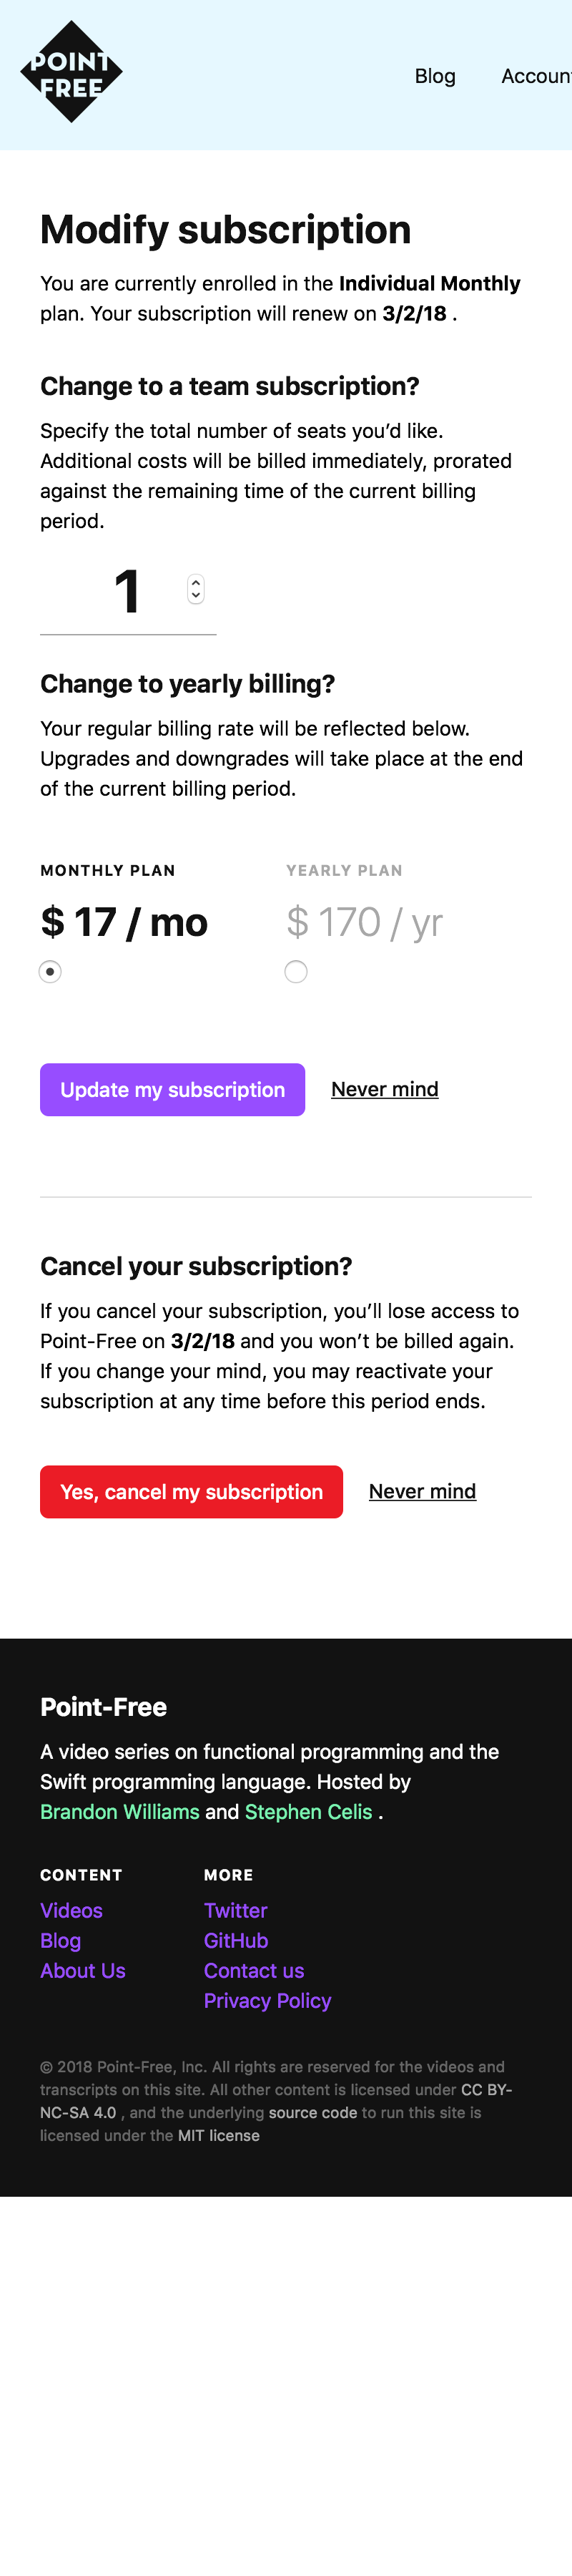 POINT
FREE
Blog
Accoun
Modify subscription
You are currently enrolled in the Individual Monthly
plan. Your subscription will renew on 3/2/18 .
Change to a team subscription?
Specify the total number of seats you’d like.
Additional costs will be billed immediately, prorated
against the remaining time of the current billing
period.
1
Change to yearly billing?
Your regular billing rate will be reflected below.
Upgrades and downgrades will take place at the end
of the current billing period.
MONTHLY PLAN
$ 17 / mo
YEARLY PLAN
$ 170 / yr
Update my subscription
Never mind
Cancel your subscription?
If you cancel your subscription, you’ll lose access to
Point-Free on 3/2/18 and you won’t be billed again.
If you change your mind, you may reactivate your
subscription at any time before this period ends.
Yes, cancel my subscription
Never mind
Point-Free
A video series on functional programming and the
Swift programming language. Hosted by
Brandon Williams and Stephen Celis .
CONTENT
Videos
Blog
About Us
MORE
Twitter
GitHub
Contact us
Privacy Policy
© 2018 Point-Free, Inc. All rights are reserved for the videos and
transcripts on this site. All other content is licensed under CC BY-
NC-SA 4.0 , and the underlying source code to run this site is
licensed under the MIT license